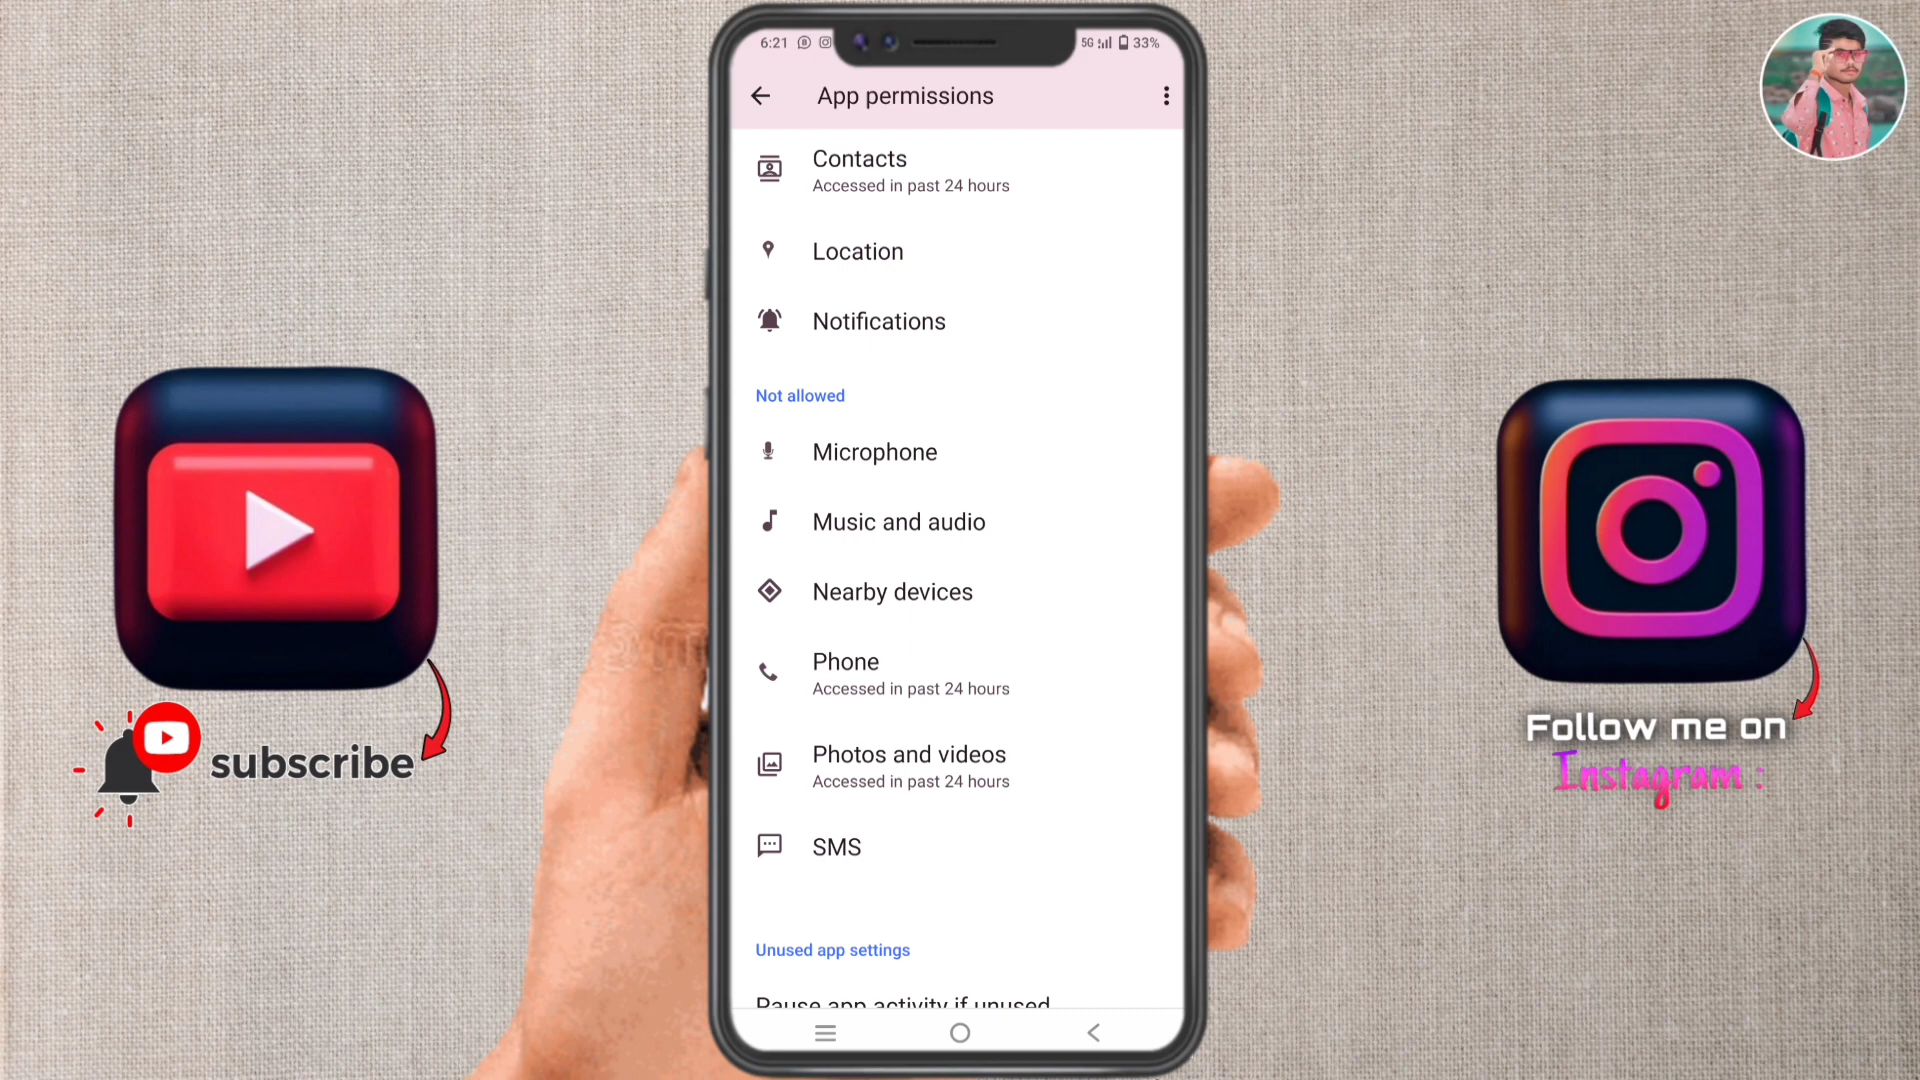 6:21
5G 33%
App permissions
Contacts
Accessed in past 24 hours
Location
Notifications
Not allowed
Microphone
Music and audio
Nearby devices
Phone
Accessed in past 24 hours
Photos and videos
Accessed in past 24 hours
SMS
Unused app settings
Pause app activity if unused
subscribe
Follow me on
Instagram :